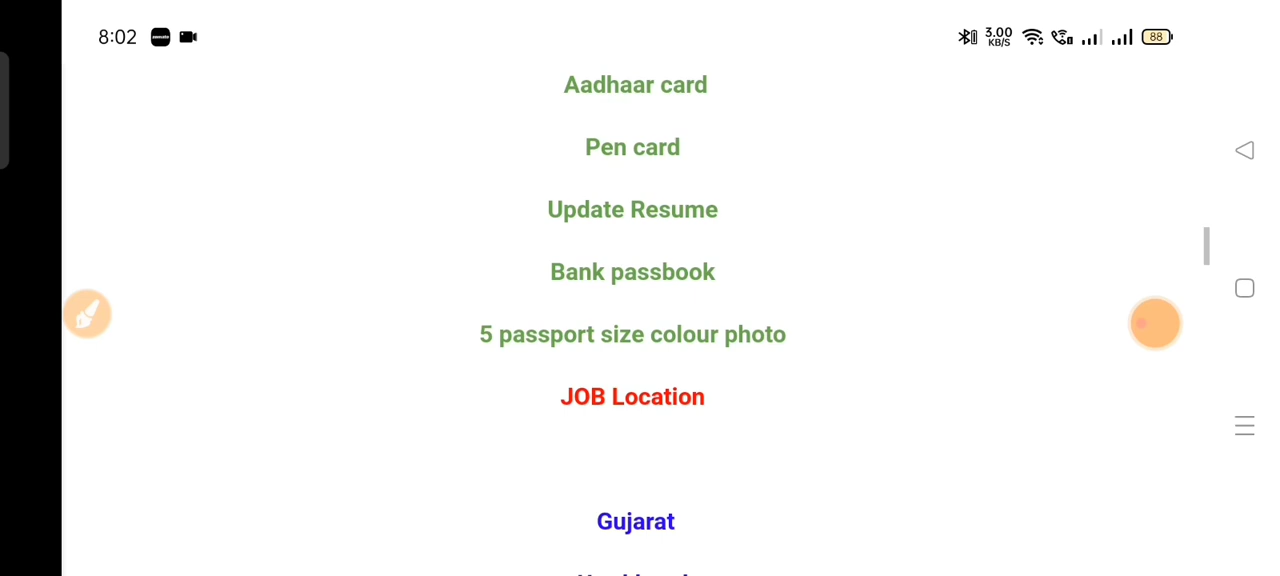 8:02
3.00
KB/S
88
Aadhaar card
Pen card
Update Resume
Bank passbook
5 passport size colour photo
JOB Location
Gujarat